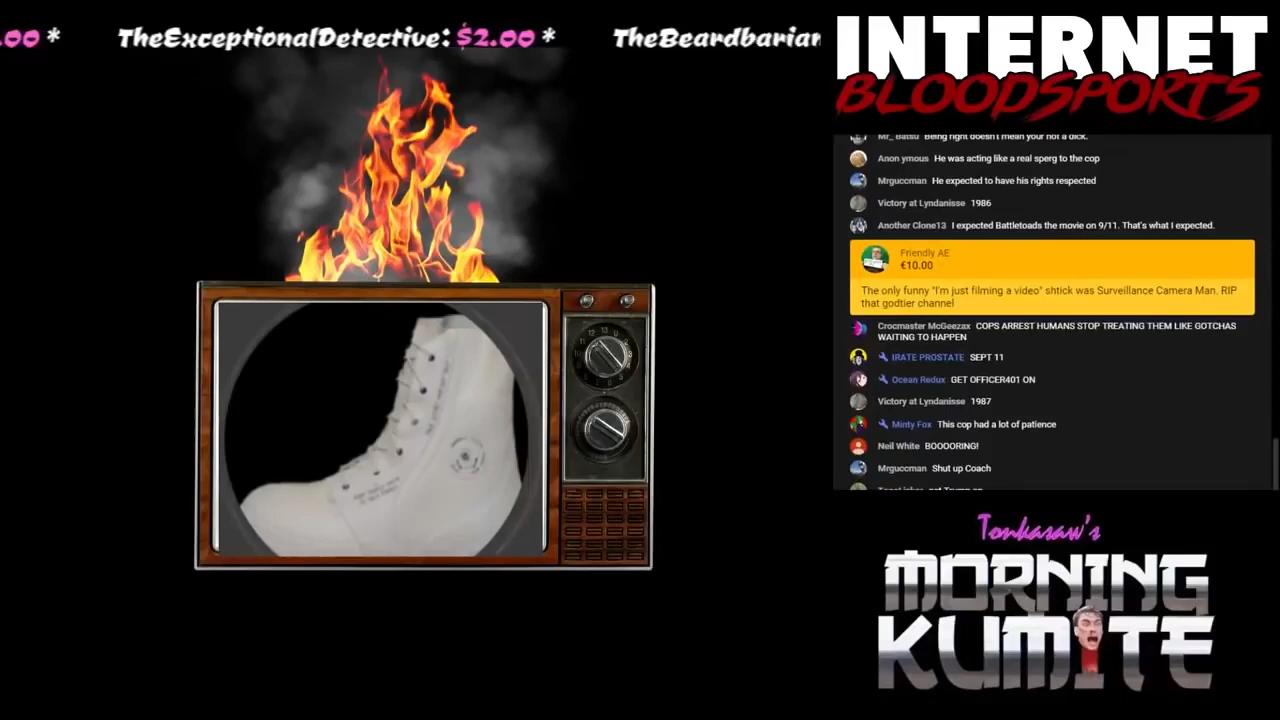 .00 * TheExceptionalDetective: $2.00 * TheBeardbarian
INTERNET
BLOODSPORTS
Mr_ Batsu Being right doesn't mean your not a dick.
Anon ymous He was acting like a real sperg to the cop
Mrguccman He expected to have his rights respected
Victory at Lyndanisse 1986
Another Clone13 I expected Battletoads the movie on 9/11. That's what I expected.
Friendly AE
€10.00
The only funny "I'm just filming a video" shtick was Surveillance Camera Man. RIP
that godtier channel
Crocmaster McGeezax COPS ARREST HUMANS STOP TREATING THEM LIKE GOTCHAS
WAITING TO HAPPEN
IRATE PROSTATE SEPT 11
Ocean Redux GET OFFICER401 ON
Victory at Lyndanisse 1987
Minty Fox This cop had a lot of patience
Neil White BOOOORING!
Mrguccman Shut up Coach
Tonkasaw's
MORNING
KUMITE